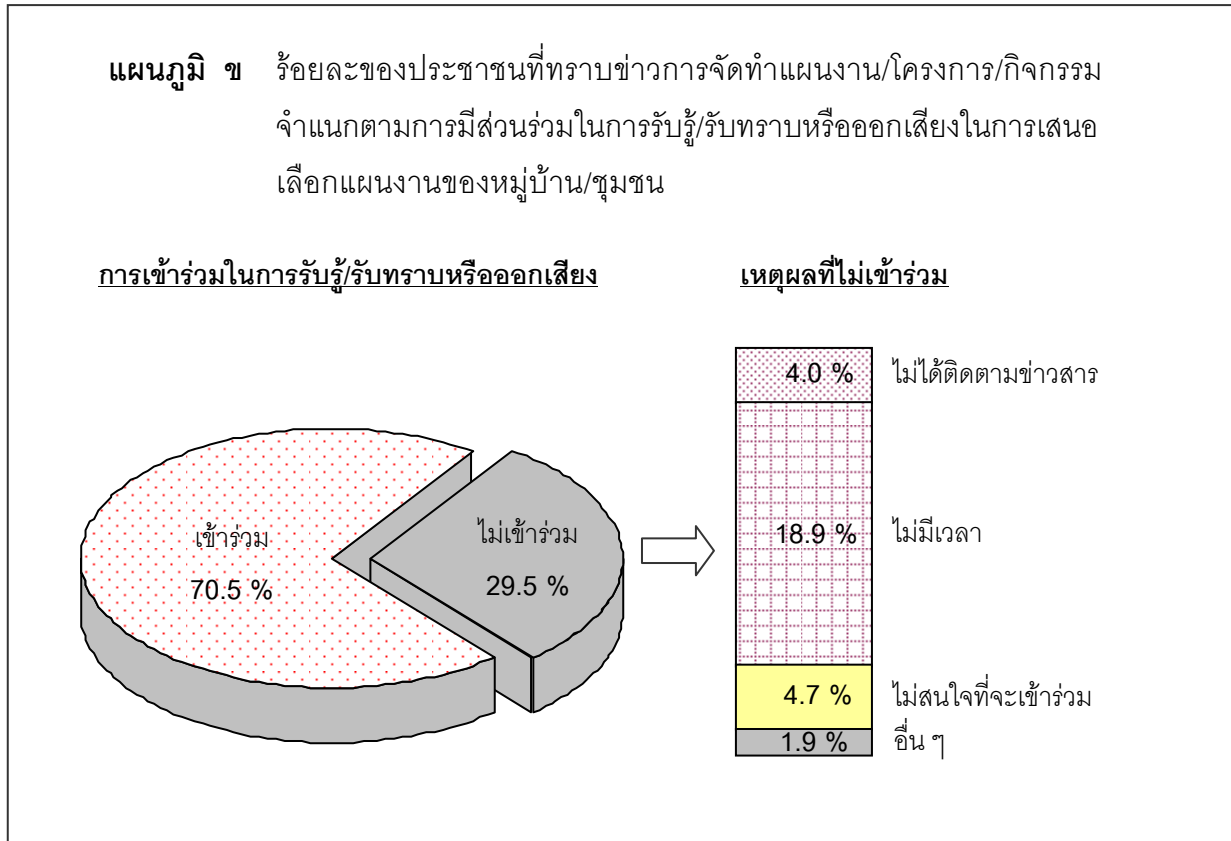 แผนภูมิ ข ร้อยละของประชาชนที่ทราบข่าวการจัดทำแผนงาน/โครงการ/กิจกรรม
จำแนกตามการมีส่วนร่วมในการรับรู้/รับทราบหรือออกเสียงในการเสนอ
เลือกแผนงานของหมู่บ้าน/ชุมชน
การเข้าร่วมในการรับรู้/รับทราบหรือออกเสียง
เหตุผลที่ไม่เข้าร่วม
เข้าร่วม
70.5 %
ไม่เข้าร่วม
29.5 %
4.0 % ไม่ได้ติดตามข่าวสาร
18.9 % ไม่มีเวลา
4.7 % ไม่สนใจที่จะเข้าร่วม
1.9 % อื่น ๆ